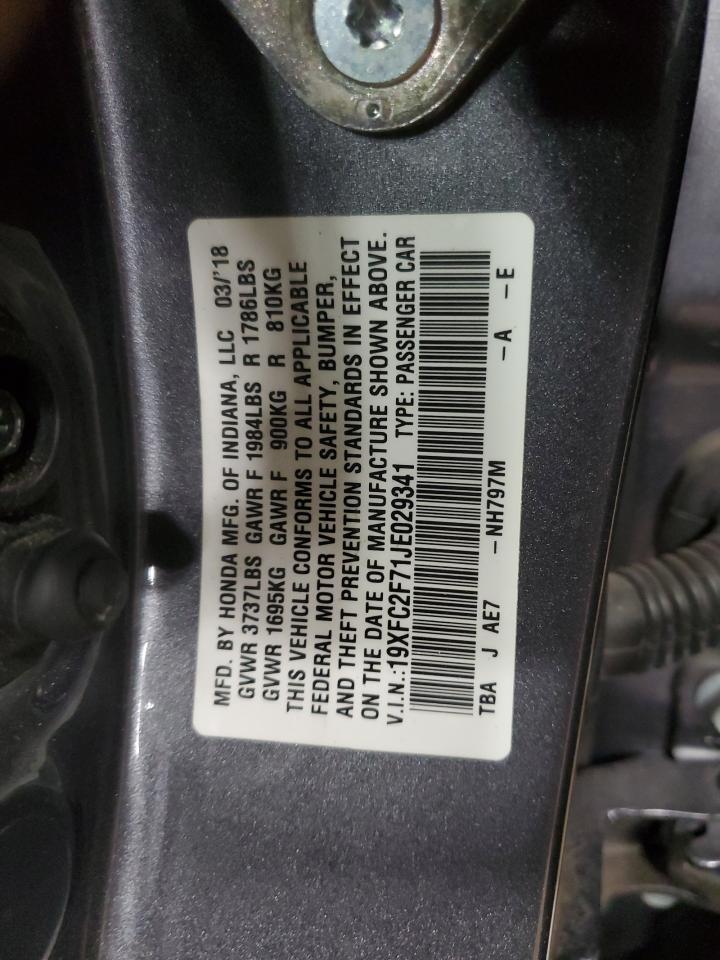 MFD. BY HONDA MFG. OF INDIANA, LLC 03/'18
GVWR 3737LBS GAWR F 1984LBS R 1786LBS
GVWR 1695KG GAWR F 900KG R 810KG
THIS VEHICLE CONFORMS TO ALL APPLICABLE
FEDERAL MOTOR VEHICLE SAFETY, BUMPER,
AND THEFT PREVENTION STANDARDS IN EFFECT
ON THE DATE OF MANUFACTURE SHOWN ABOVE.
V.I.N.:19XFC2F71JE029341 TYPE: PASSENGER CAR
TBA J AE7 -NH797M -A -E